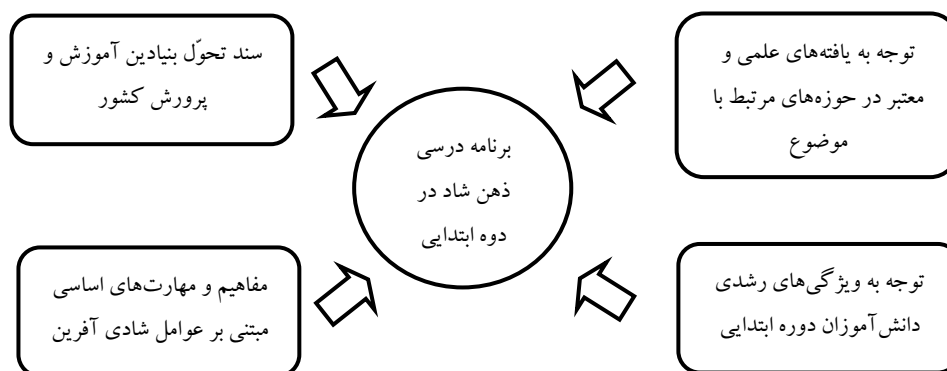 توجه به یافته‌های علمی و
معتبر در حوزه‌های مرتبط با
موضوع
سند تحوّل بنیادین آموزش و
پرورش کشور
برنامه درسی
ذهن شاد در
دوه ابتدایی
توجه به ویژگی‌های رشدی
دانش‌آموزان دوره ابتدایی
مفاهیم و مهارت‌های اساسی
مبتنی بر عوامل شادی آفرین